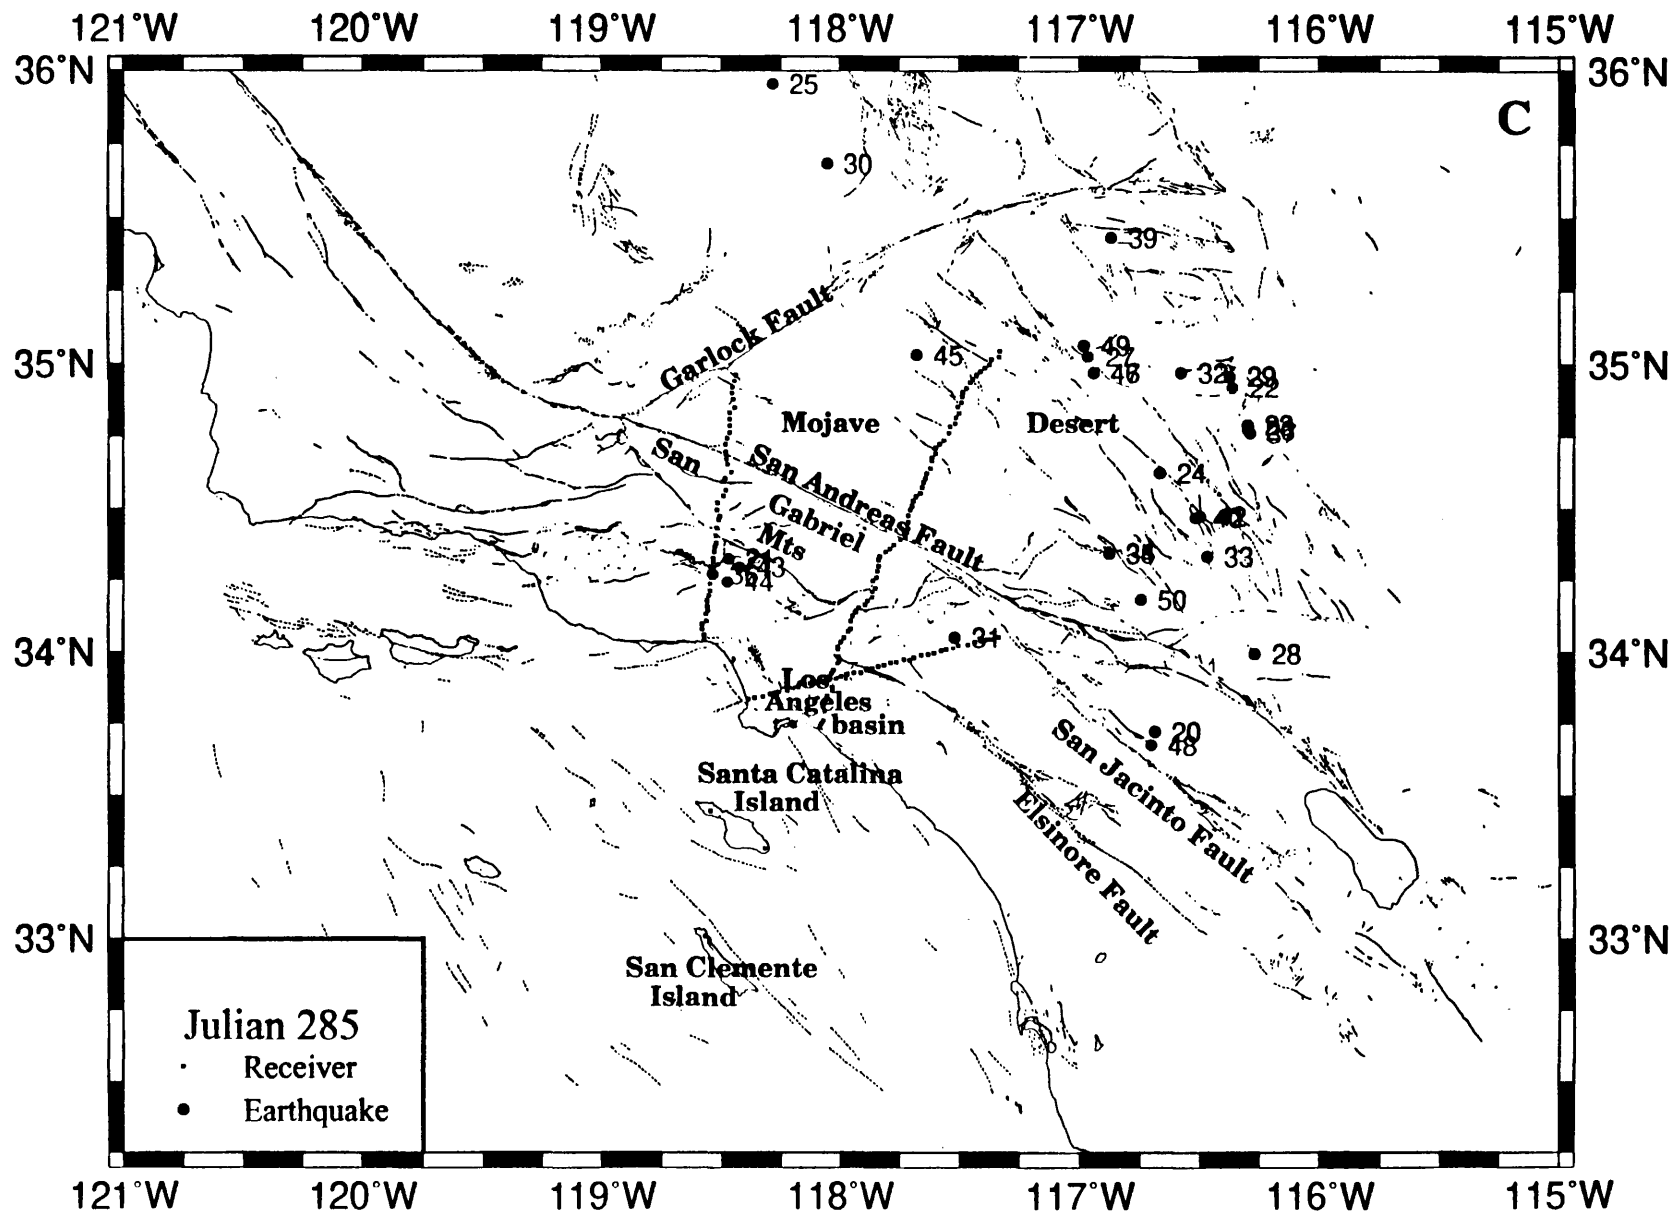 121°W 120°W 119°W 118°W 117°W 116°W 115°W
36°N 36°N
C
25
30
39
Garlock Fault
49
27
45
35°N 35°N
32
29
22
Mojave Desert
San Andreas Fault
San
Gabriel
Mts
24
33
43
44
50
31
34°N 34°N
28
Los
Angeles
basin
20
48
San Jacinto Fault
Elsinore Fault
Santa Catalina
Island
33°N 33°N
San Clemente
Island
Julian 285
Receiver
Earthquake
121°W 120°W 119°W 118°W 117°W 116°W 115°W